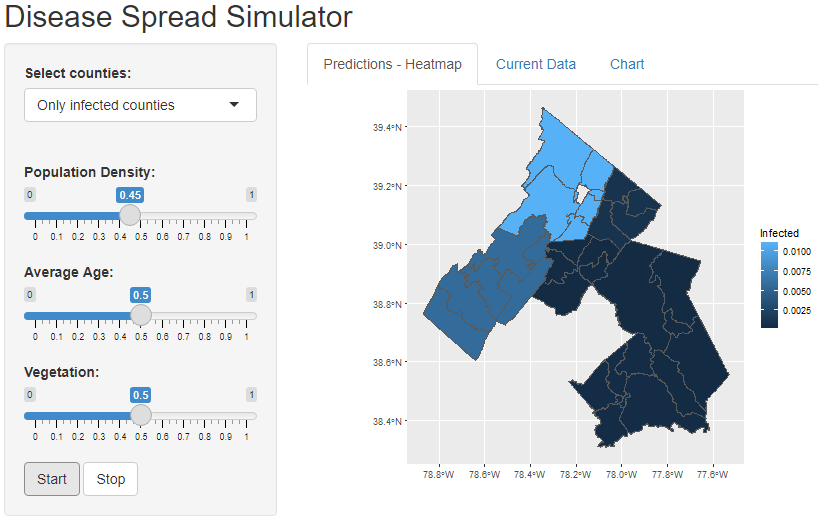 Disease Spread Simulator
Select counties:
Only infected counties
Population Density:
0 0.45 1
0 0.1 0.2 0.3 0.4 0.5 0.6 0.7 0.8 0.9 1
Average Age:
0 0.5 1
0 0.1 0.2 0.3 0.4 0.5 0.6 0.7 0.8 0.9 1
Vegetation:
0 0.5 1
0 0.1 0.2 0.3 0.4 0.5 0.6 0.7 0.8 0.9 1
Start Stop
Predictions - Heatmap Current Data Chart
39.4°N
39.2°N
39.0°N
38.8°N
38.6°N
38.4°N
78.8°W 78.6°W 78.4°W 78.2°W 78.0°W 77.8°W 77.6°W
Infected
0.0100
0.0075
0.0050
0.0025